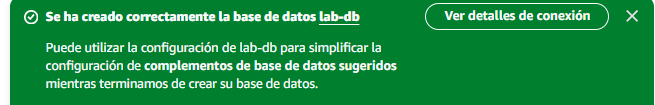 Se ha creado correctamente la base de datos lab-db
Ver detalles de conexión
Puede utilizar la configuración de lab-db para simplificar la
configuración de complementos de base de datos sugeridos
mientras terminamos de crear su base de datos.